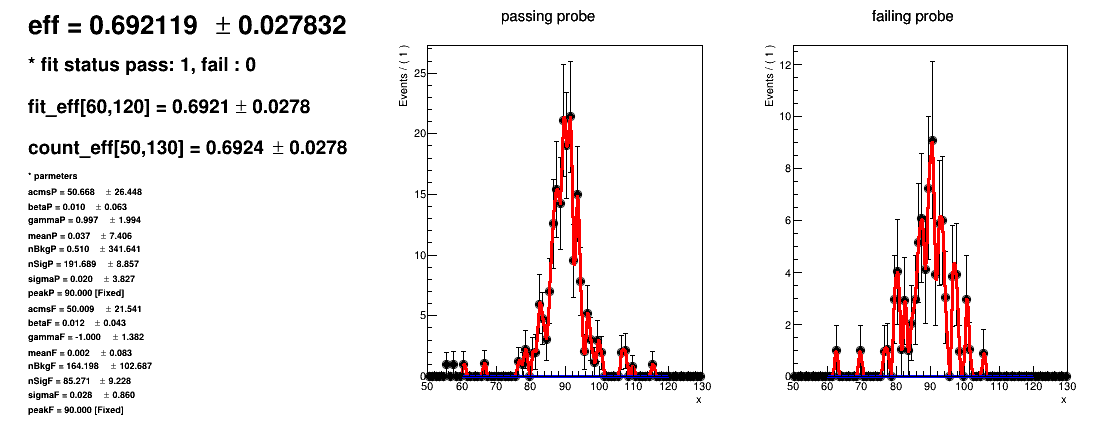 eff = 0.692119 ± 0.027832
* fit status pass: 1, fail : 0
fit_eff[60,120] = 0.6921 ± 0.0278
count_eff[50,130] = 0.6924 ± 0.0278
* parmeters
acmsP = 50.668 ± 26.448
betaP = 0.010 ± 0.063
gammaP = 0.997 ± 1.994
meanP = 0.037 ± 7.406
nBkgP = 0.510 ± 341.641
nSigP = 191.689 ± 8.857
sigmaP = 0.020 ± 3.827
peakP = 90.000 [Fixed]
acmsF = 50.009 ± 21.541
betaF = 0.012 ± 0.043
gammaF = -1.000 ± 1.382
meanF = 0.002 ± 0.083
nBkgF = 164.198 ± 102.687
nSigF = 85.271 ± 9.228
sigmaF = 0.028 ± 0.860
peakF = 90.000 [Fixed]
passing probe
Events / ( 1 )
25
20
15
10
5
0
50 60 70 80 90 100 110 120 130
x
failing probe
Events / ( 1 )
12
10
8
6
4
2
0
50 60 70 80 90 100 110 120 130
x